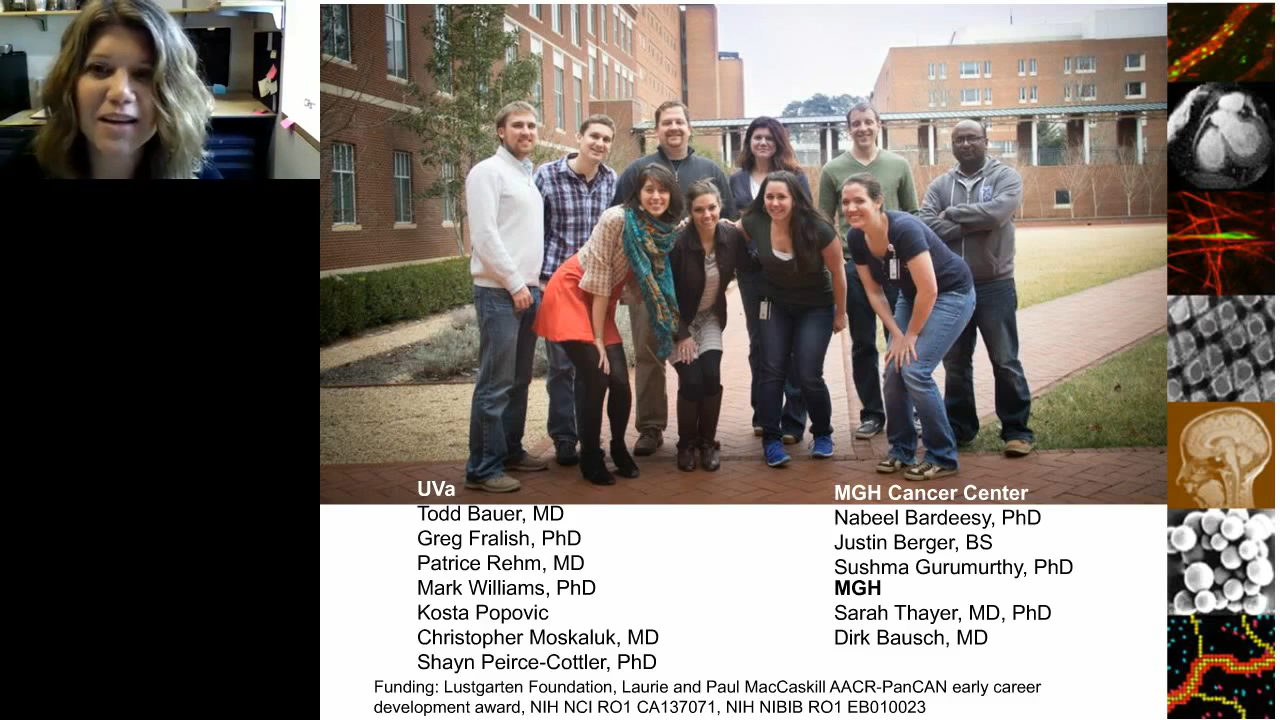 UVa
Todd Bauer, MD
Greg Fralish, PhD
Patrice Rehm, MD
Mark Williams, PhD
Kosta Popovic
Christopher Moskaluk, MD
Shayn Peirce-Cottler, PhD
MGH Cancer Center
Nabeel Bardeesy, PhD
Justin Berger, BS
Sushma Gurumurthy, PhD
MGH
Sarah Thayer, MD, PhD
Dirk Bausch, MD
Funding: Lustgarten Foundation, Laurie and Paul MacCaskill AACR-PanCAN early career
development award, NIH NCI RO1 CA137071, NIH NIBIB RO1 EB010023